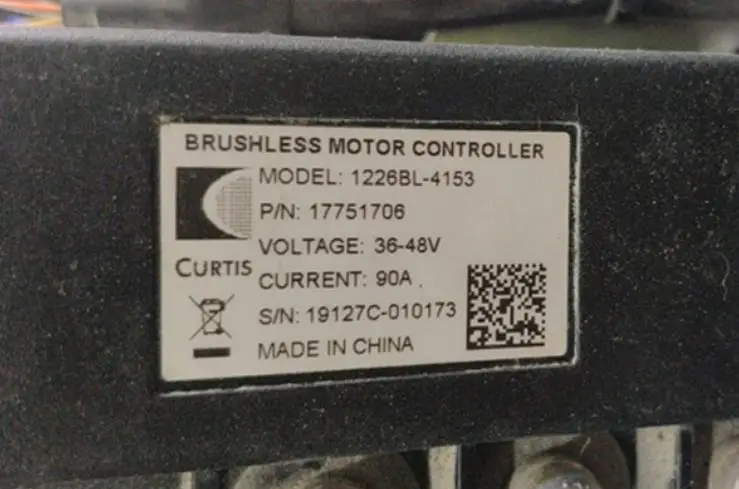 BRUSHLESS MOTOR CONTROLLER
MODEL: 1226BL-4153
P/N: 17751706
VOLTAGE: 36-48V
CURTIS
CURRENT: 90A
S/N: 19127C-010173
MADE IN CHINA